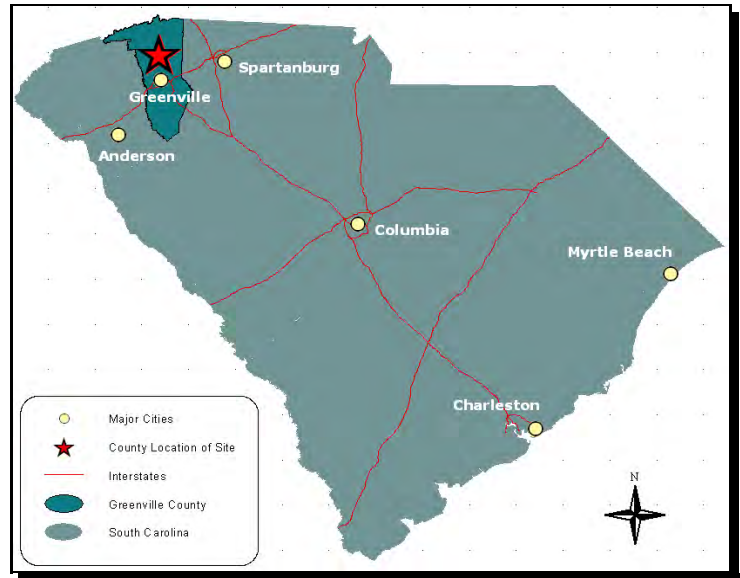 Spartanburg
Greenville
Anderson
Columbia
Myrtle Beach
Charleston
Major Cities
County Location of Site
Interstates
Greenville County
South Carolina
N